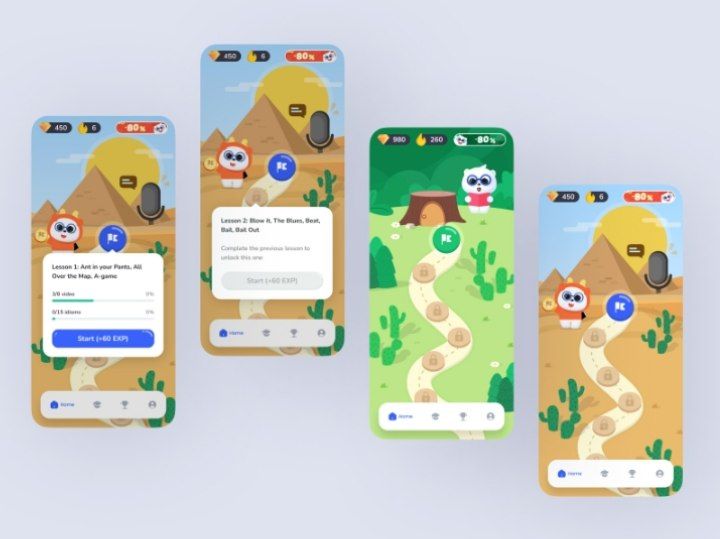 450 6 -80%
Lesson 1: Ant in your Pants, All
Over the Map, A-game
3/8 video
0/15 idioms
Start (+60 EXP)
Home
450 6 -80%
Lesson 2: Blow It, The Blues, Beat,
Bail, Bail Out
Complete the previous lesson to
unlock this one
Start (+60 EXP)
Home
980 260 -80%
Home
450 6 -80%
Home